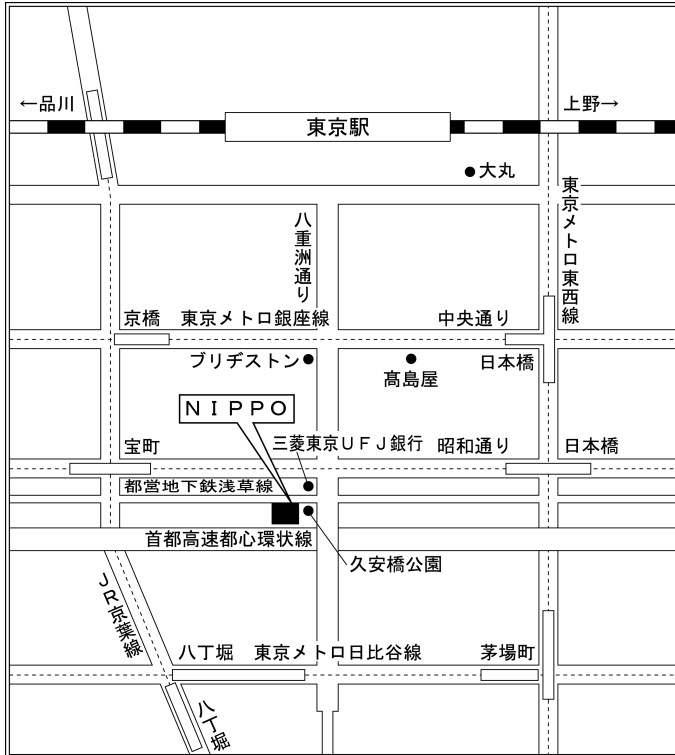 ←品川
上野→
東京駅
大丸
東京メトロ東西線
八重洲通り
京橋
東京メトロ銀座線
中央通り
ブリヂストン
髙島屋
日本橋
ＮＩＰＰＯ
宝町
三菱東京ＵＦＪ銀行
昭和通り
日本橋
都営地下鉄浅草線
首都高速都心環状線
久安橋公園
ＪＲ京葉線
八丁堀
東京メトロ日比谷線
茅場町
八丁堀